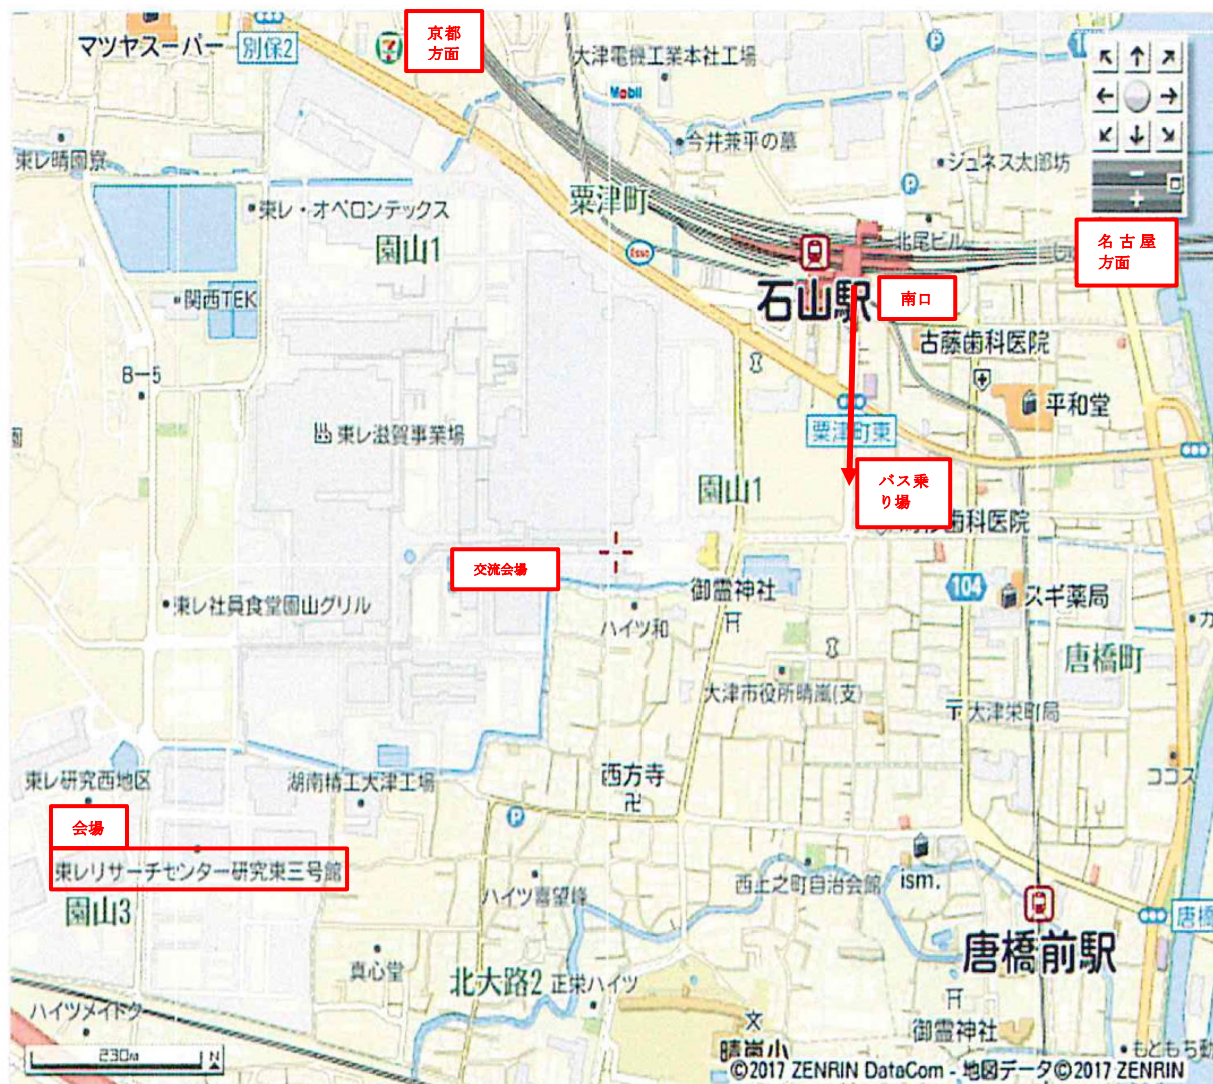 マツヤスーパー
別保2
京都
方面
大津電機工業本社工場
Mobil
今井兼平の墓
東レ晴園寮
ジュネス太郎坊
東レ・オペロンテックス
粟津町
園山1
Esso
北尾ビル
名古屋
方面
関西TEK
石山駅
南口
古藤歯科医院
B-5
平和堂
東レ滋賀事業場
粟津町東
園山1
バス乗
り場
歯科医院
交流会場
御霊神社
104
スギ薬局
東レ社員食堂園山グリル
ハイツ和
唐橋町
大津市役所晴嵐(支)
大津栄町局
東レ研究西地区
湖南精工大津工場
西方寺
ココス
会場
東レリサーチセンター研究東三号館
西上之町自治会館
ism.
ハイツ喜望峰
園山3
唐橋
唐橋前駅
真心堂
北大路2
正栄ハイツ
ハイツメイドク
御霊神社
晴嵐小
もともち動
230m
N
©2017 ZENRIN DataCom - 地図データ©2017 ZENRIN